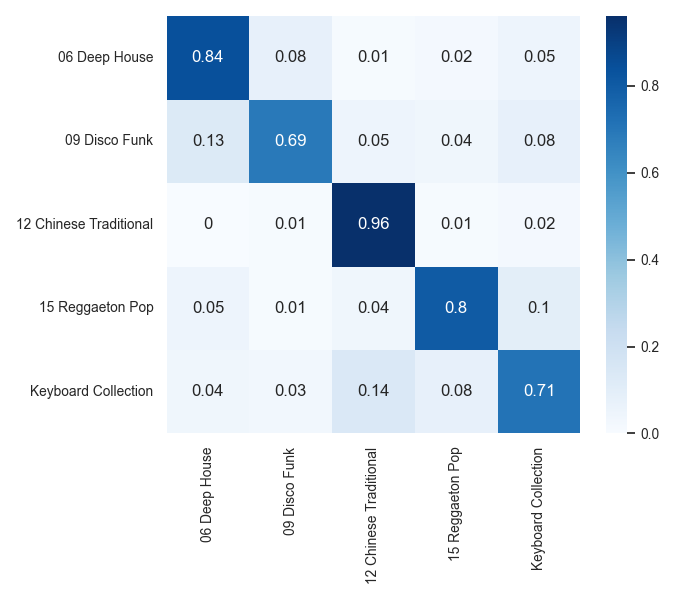 06 Deep House 0.84 0.08 0.01 0.02 0.05
09 Disco Funk 0.13 0.69 0.05 0.04 0.08
12 Chinese Traditional 0 0.01 0.96 0.01 0.02
15 Reggaeton Pop 0.05 0.01 0.04 0.8 0.1
Keyboard Collection 0.04 0.03 0.14 0.08 0.71
06 Deep House
09 Disco Funk
12 Chinese Traditional
15 Reggaeton Pop
Keyboard Collection
0.8
0.6
0.4
0.2
0.0